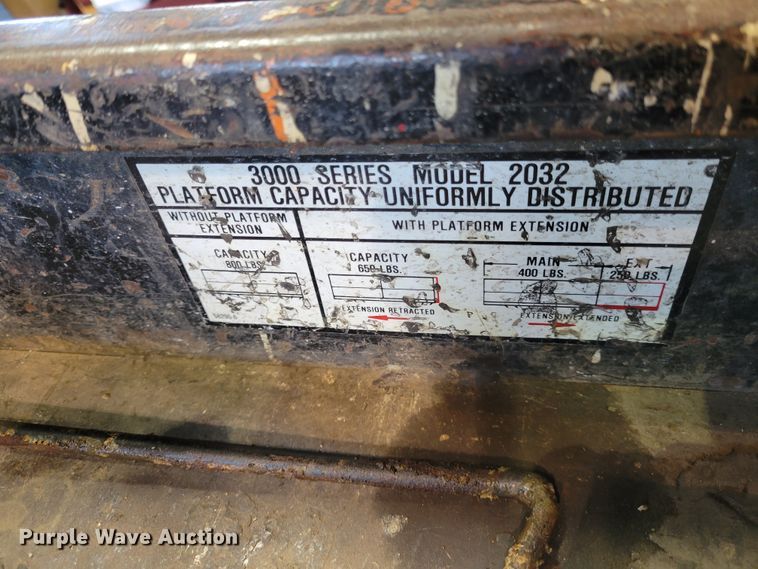 3000 SERIES MODEL 2032
PLATFORM CAPACITY UNIFORMLY DISTRIBUTED
WITHOUT PLATFORM
EXTENSION
CAPACITY
800 LBS.
WITH PLATFORM EXTENSION
CAPACITY
650 LBS.
EXTENSION RETRACTED
MAIN
400 LBS.
EXT
250 LBS.
EXTENSION EXTENDED
Purple Wave Auction